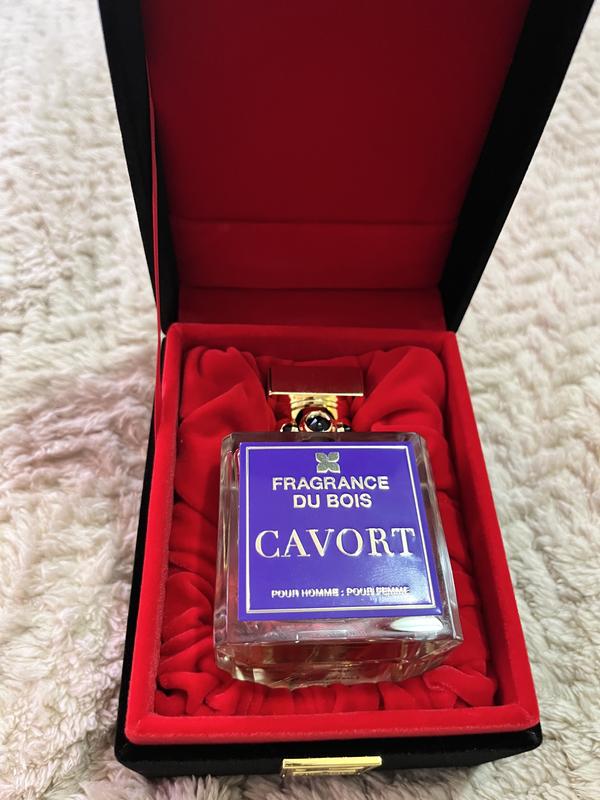 FRAGRANCE
DU BOIS
CAVORT
POUR HOMME : POUR FEMME